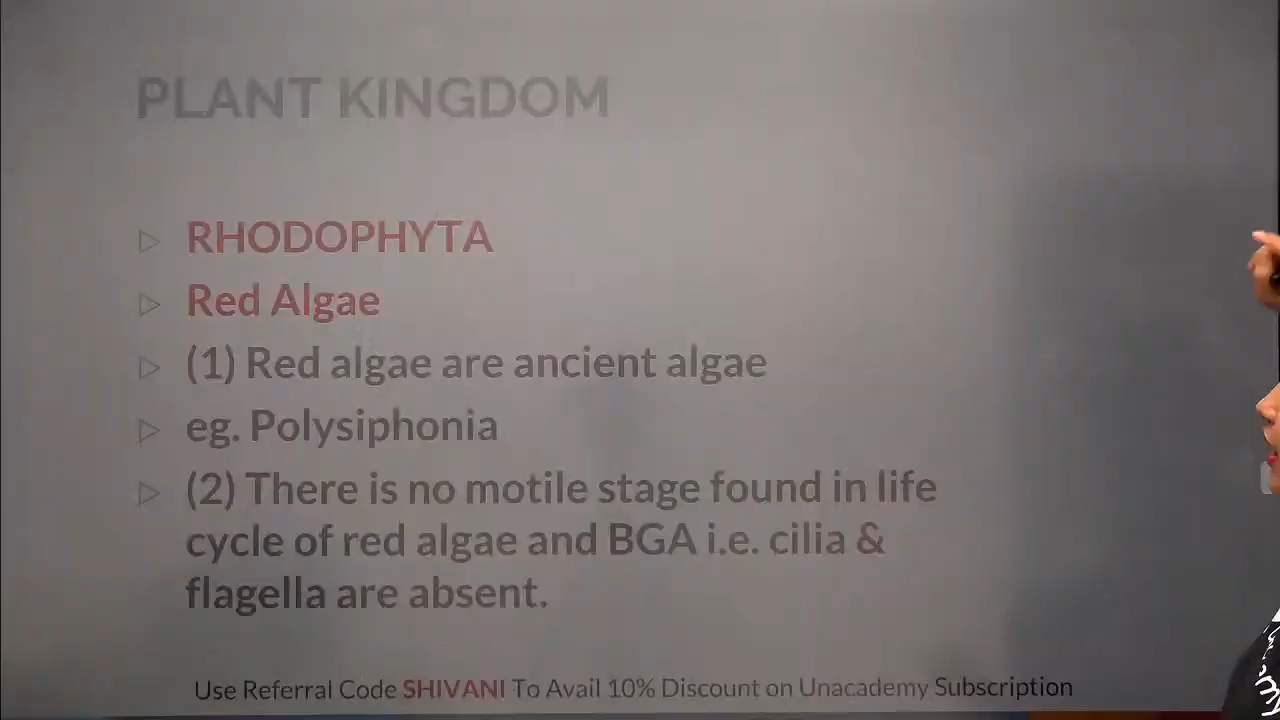 PLANT KINGDOM
RHODOPHYTA
Red Algae
(1) Red algae are ancient algae
eg. Polysiphonia
(2) There is no motile stage found in life
cycle of red algae and BGA i.e. cilia &
flagella are absent.
Use Referral Code SHIVANI To Avail 10% Discount on Unacademy Subscription